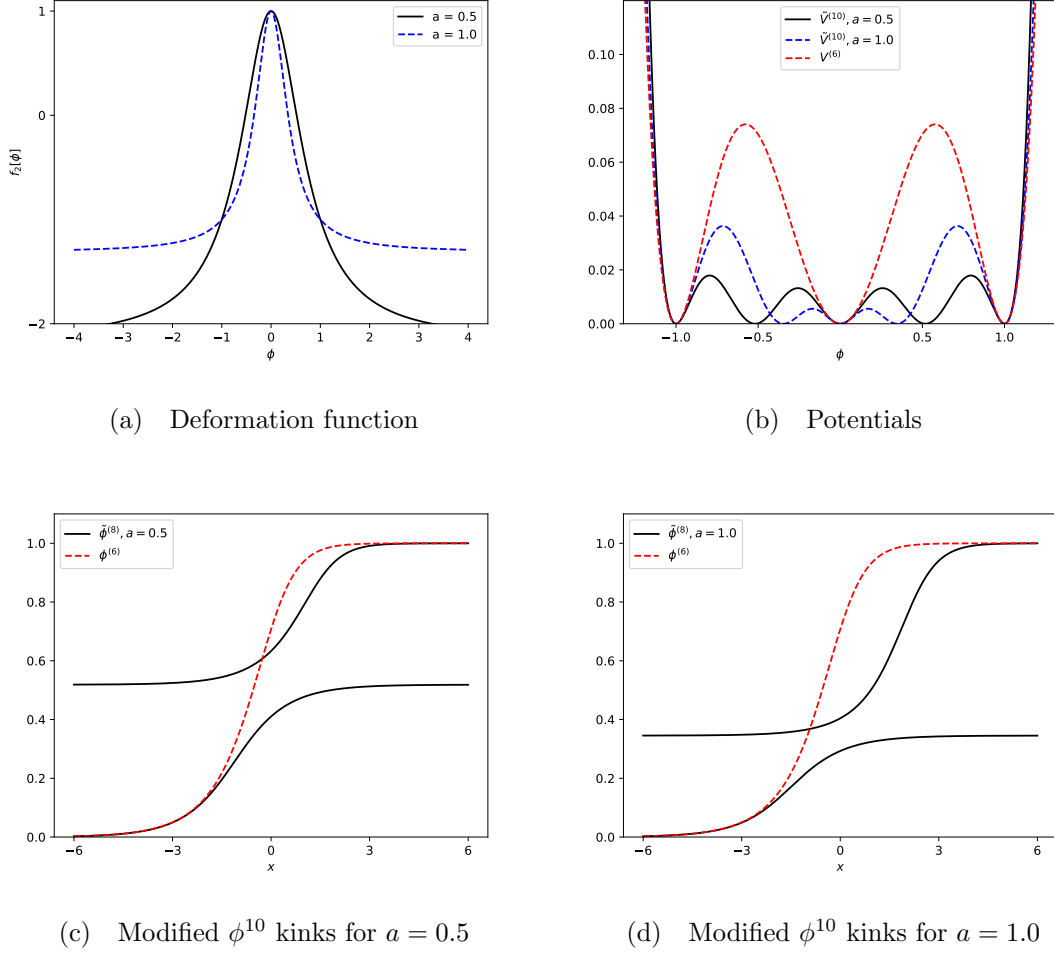 1
0
−2
f₂[ϕ]
−4 −3 −2 −1 0 1 2 3 4
ϕ
a = 0.5
a = 1.0
(a) Deformation function
0.10
0.08
0.06
0.04
0.02
0.00
−1.0 −0.5 0.5 1.0
ϕ
Ṽ⁽¹⁰⁾, a = 0.5
Ṽ⁽¹⁰⁾, a = 1.0
V⁽⁶⁾
(b) Potentials
1.0
0.8
0.6
0.4
0.2
0.0
−6 −3 0 3 6
x
ϕ̃⁽⁸⁾, a = 0.5
ϕ⁽⁶⁾
(c) Modified ϕ¹⁰ kinks for a = 0.5
1.0
0.8
0.6
0.4
0.2
0.0
−6 −3 0 3 6
x
ϕ̃⁽⁸⁾, a = 1.0
ϕ⁽⁶⁾
(d) Modified ϕ¹⁰ kinks for a = 1.0